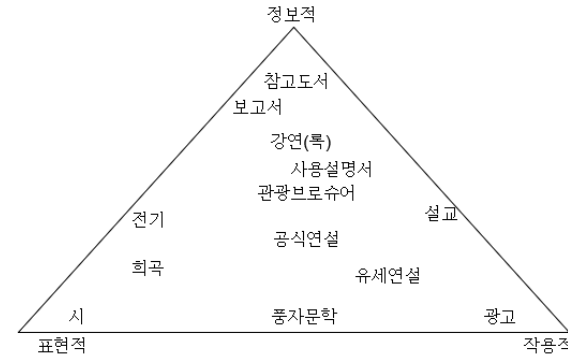 정보적
참고도서
보고서
강연(록)
사용설명서
관광브로슈어
전기
설교
공식연설
희곡
유세연설
시
풍자문학
광고
표현적
작용적